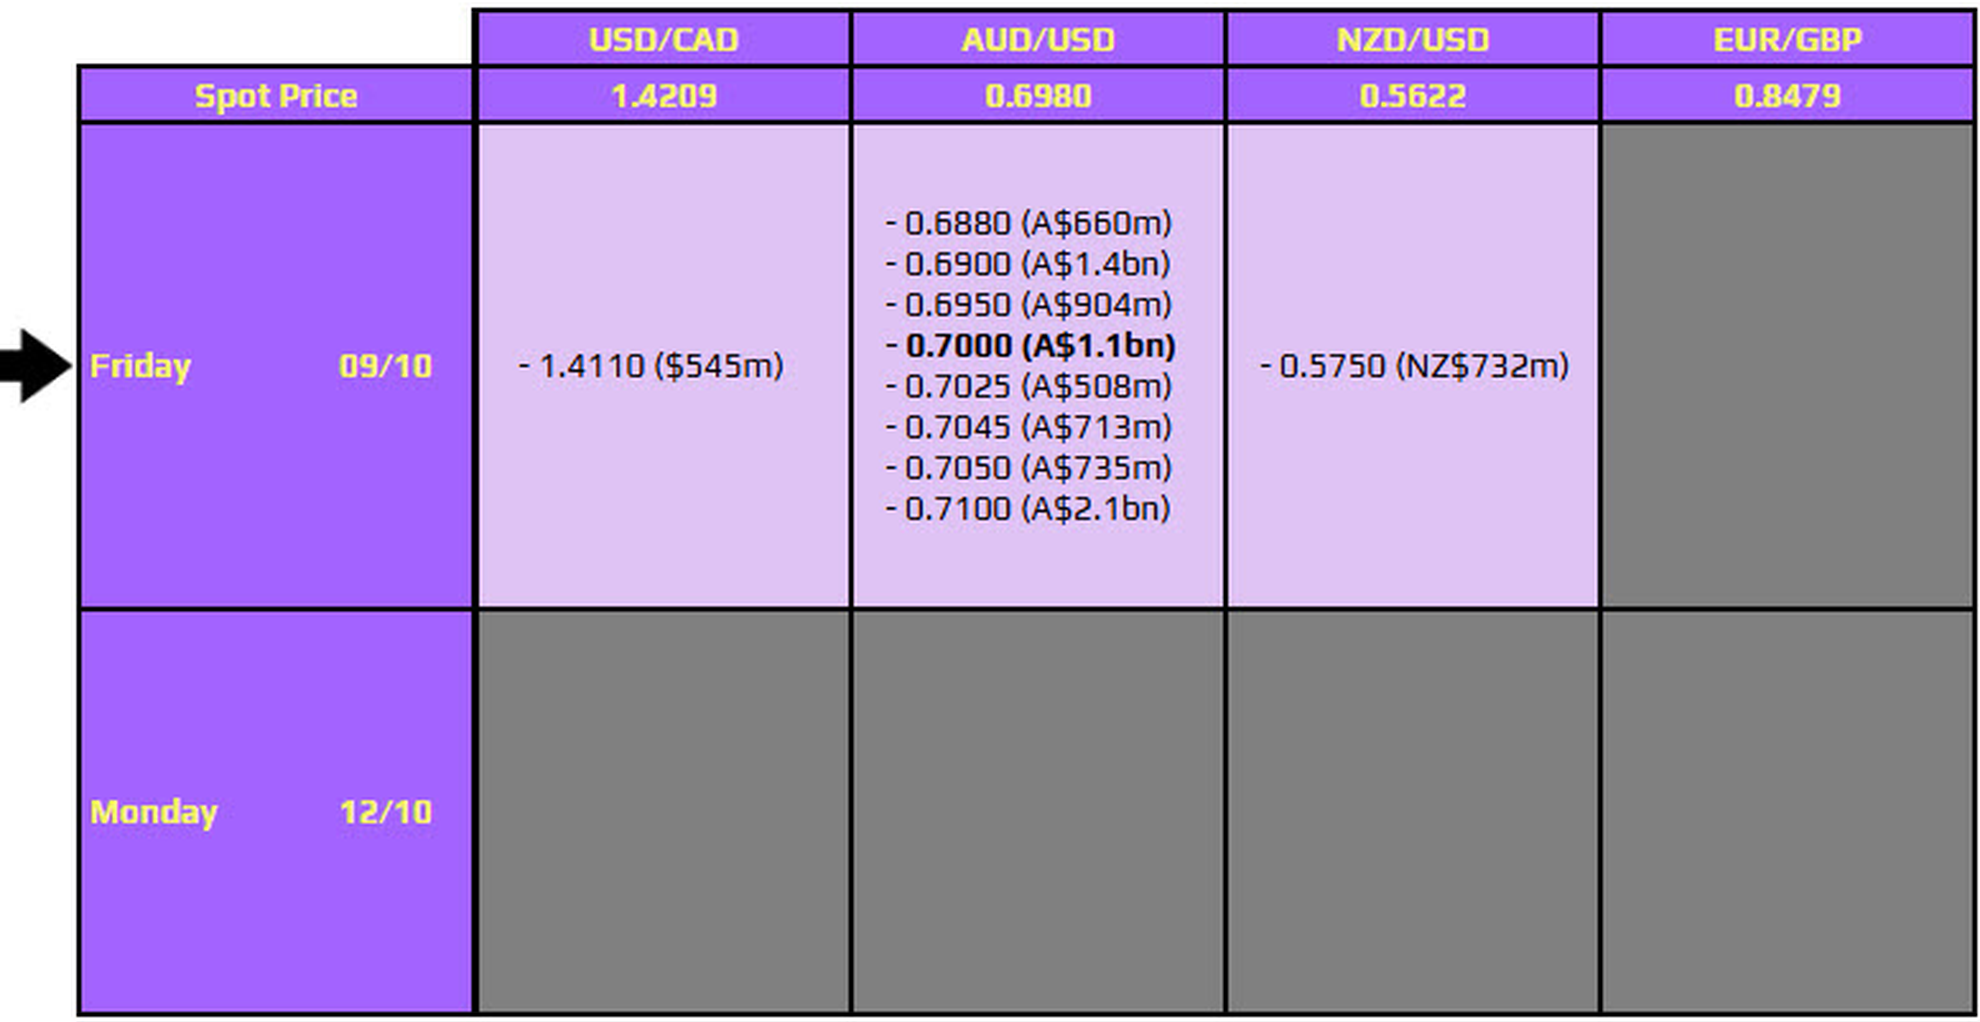 USD/CAD AUD/USD NZD/USD EUR/GBP
Spot Price 1.4209 0.6980 0.5622 0.8479
Friday 09/10
- 1.4110 ($545m)
- 0.6880 (A$660m)
- 0.6900 (A$1.4bn)
- 0.6950 (A$904m)
- 0.7000 (A$1.1bn)
- 0.7025 (A$508m)
- 0.7045 (A$713m)
- 0.7050 (A$735m)
- 0.7100 (A$2.1bn)
- 0.5750 (NZ$732m)
Monday 12/10